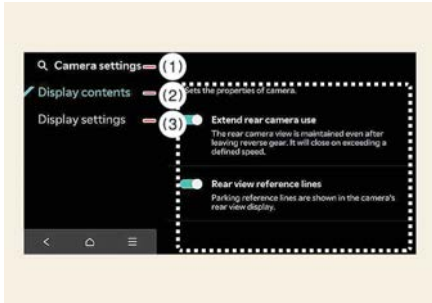 Camera settings (1)
Display contents (2) Sets the properties of camera.
Display settings (3)
Extend rear camera use
The rear camera view is maintained even after
leaving reverse gear. It will close on exceeding a
defined speed.
Rear view reference lines
Parking reference lines are shown in the camera's
rear view display.